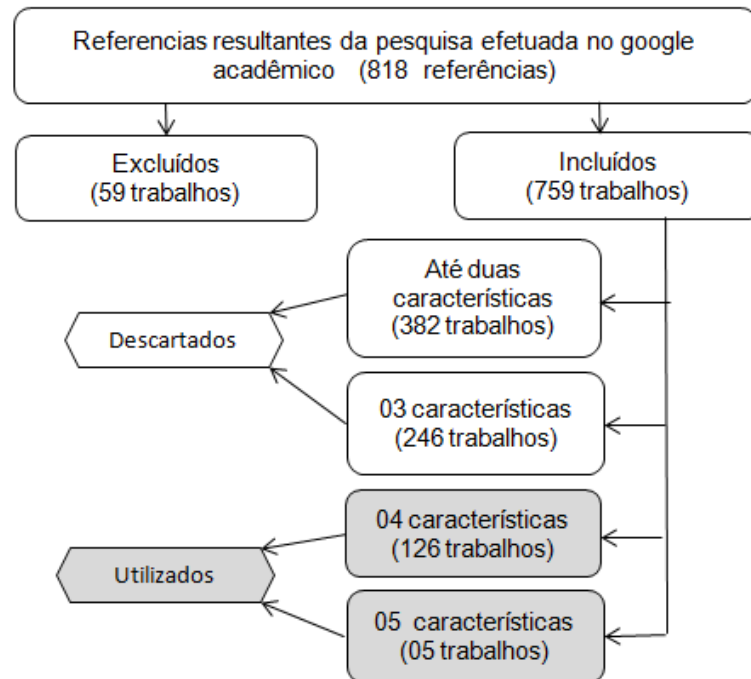 Referencias resultantes da pesquisa efetuada no google
acadêmico (818 referências)
Excluídos
(59 trabalhos)
Incluídos
(759 trabalhos)
Até duas
características
(382 trabalhos)
Descartados
03 características
(246 trabalhos)
04 características
(126 trabalhos)
Utilizados
05 características
(05 trabalhos)